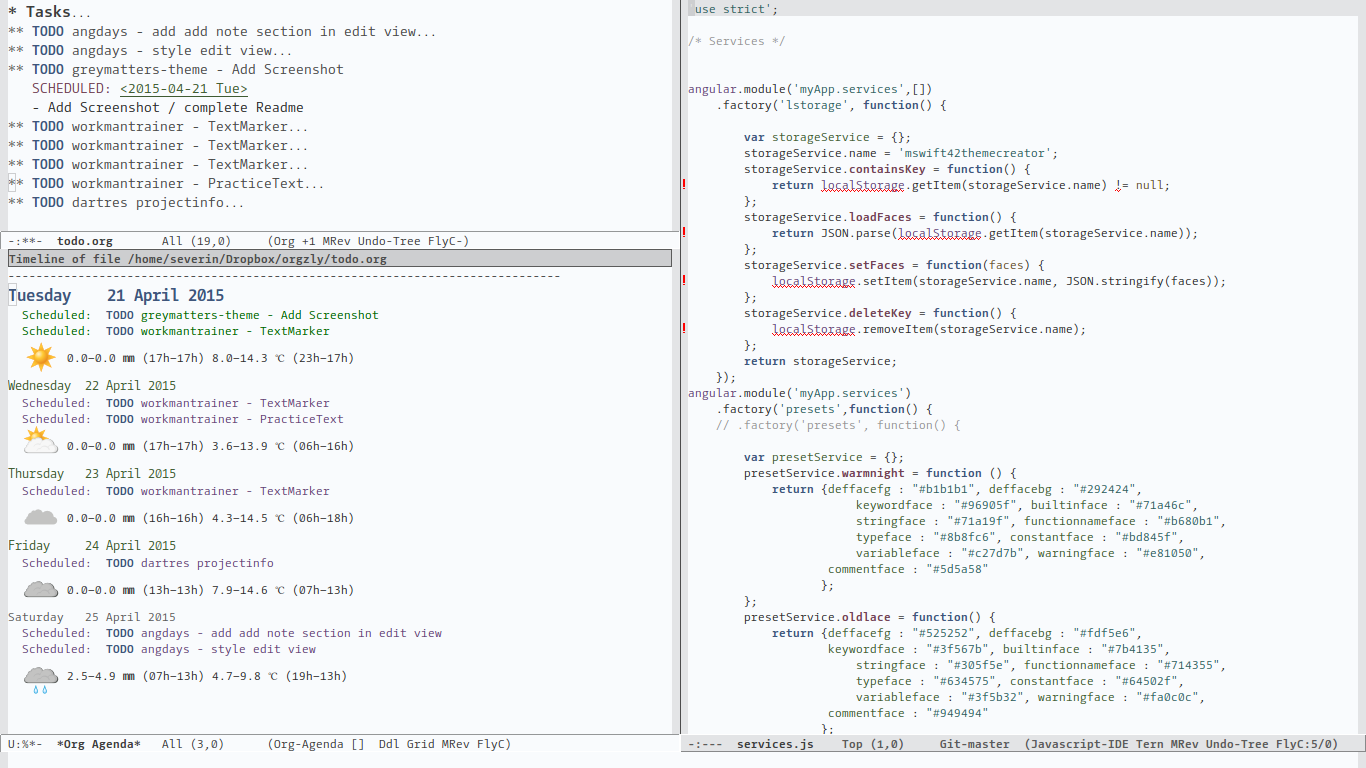 * Tasks...
** TODO angdays - add add note section in edit view...
** TODO angdays - style edit view...
** TODO greymatters-theme - Add Screenshot
   SCHEDULED: <2015-04-21 Tue>
   - Add Screenshot / complete Readme
** TODO workmantrainer - TextMarker...
** TODO workmantrainer - TextMarker...
** TODO workmantrainer - TextMarker...
** TODO workmantrainer - PracticeText...
** TODO dartres projectinfo...
-:**-  todo.org       All (19,0)     (Org +1 MRev Undo-Tree FlyC-)
Timeline of file /home/severin/Dropbox/orgzly/todo.org
-------------------------------------------------------------------------------
Tuesday    21 April 2015
  Scheduled:  TODO greymatters-theme - Add Screenshot
  Scheduled:  TODO workmantrainer - TextMarker
0.0–0.0 ㎜ (17h–17h) 8.0–14.3 ℃ (23h–17h)
Wednesday  22 April 2015
  Scheduled:  TODO workmantrainer - TextMarker
  Scheduled:  TODO workmantrainer - PracticeText
0.0–0.0 ㎜ (17h–17h) 3.6–13.9 ℃ (06h–16h)
Thursday   23 April 2015
  Scheduled:  TODO workmantrainer - TextMarker
0.0–0.0 ㎜ (16h–16h) 4.3–14.5 ℃ (06h–18h)
Friday     24 April 2015
  Scheduled:  TODO dartres projectinfo
0.0–0.0 ㎜ (13h–13h) 7.9–14.6 ℃ (07h–13h)
Saturday   25 April 2015
  Scheduled:  TODO angdays - add add note section in edit view
  Scheduled:  TODO angdays - style edit view
2.5–4.9 ㎜ (07h–13h) 4.7–9.8 ℃ (19h–13h)
U:%*-  *Org Agenda*   All (3,0)      (Org-Agenda []  Ddl Grid MRev FlyC)
'use strict';
/* Services */
angular.module('myApp.services',[])
    .factory('lstorage', function() {
        var storageService = {};
        storageService.name = 'mswift42themecreator';
        storageService.containsKey = function() {
!           return localStorage.getItem(storageService.name) != null;
        };
        storageService.loadFaces = function() {
!           return JSON.parse(localStorage.getItem(storageService.name));
        };
        storageService.setFaces = function(faces) {
!           localStorage.setItem(storageService.name, JSON.stringify(faces));
        };
        storageService.deleteKey = function() {
!           localStorage.removeItem(storageService.name);
        };
        return storageService;
    });
angular.module('myApp.services')
    .factory('presets',function() {
    // .factory('presets', function() {
        var presetService = {};
        presetService.warmnight = function () {
            return {deffacefg : "#b1b1b1", deffacebg : "#292424",
                        keywordface : "#96905f", builtinface : "#71a46c",
                        stringface : "#71a19f", functionnameface : "#b680b1",
                        typeface : "#8b8fc6", constantface : "#bd845f",
                        variableface : "#c27d7b", warningface : "#e81050",
                    commentface : "#5d5a58"
                   };
        };
        presetService.oldlace = function() {
            return {deffacefg : "#525252", deffacebg : "#fdf5e6",
                    keywordface : "#3f567b", builtinface : "#7b4135",
                        stringface : "#305f5e", functionnameface : "#714355",
                        typeface : "#634575", constantface : "#64502f",
                        variableface : "#3f5b32", warningface : "#fa0c0c",
                    commentface : "#949494"
                   };
-:---  services.js    Top (1,0)     Git-master  (Javascript-IDE Tern MRev Undo-Tree FlyC:5/0)